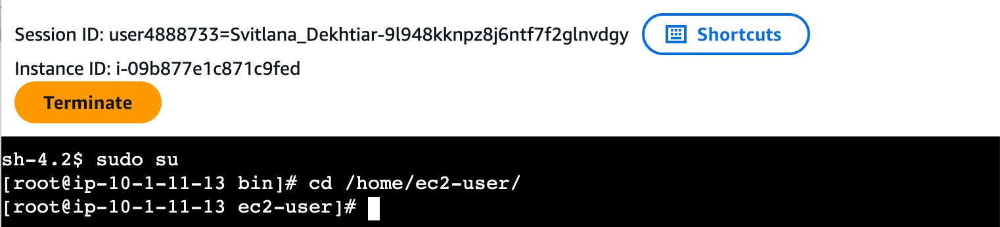 Session ID: user4888733=Svitlana_Dekhtiar-9l948kknpz8j6ntf7f2glnvdgy
Shortcuts
Instance ID: i-09b877e1c871c9fed
Terminate
sh-4.2$ sudo su
[root@ip-10-1-11-13 bin]# cd /home/ec2-user/
[root@ip-10-1-11-13 ec2-user]#